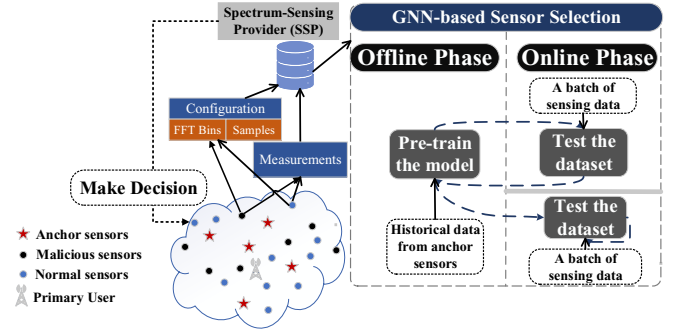 Spectrum-Sensing
Provider (SSP)
GNN-based Sensor Selection
Offline Phase
Online Phase
A batch of
sensing data
Configuration
FFT Bins
Samples
Measurements
Pre-train
the model
Test the
dataset
Make Decision
Historical data
from anchor
sensors
Test the
dataset
A batch of
sensing data
Anchor sensors
Malicious sensors
Normal sensors
Primary User